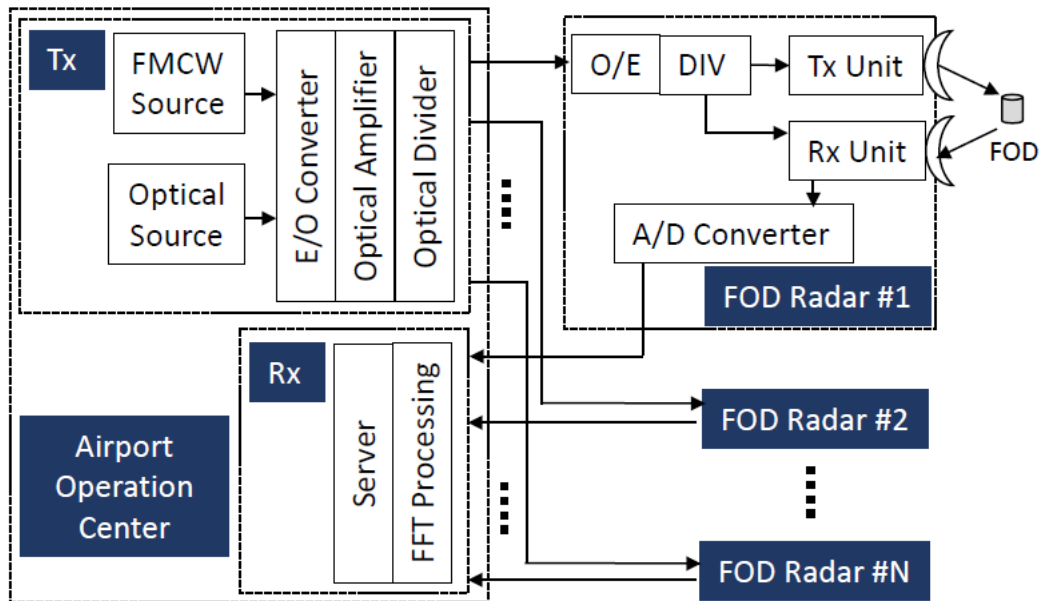 Tx
FMCW
Source
Optical
Source
E/O Converter
Optical Amplifier
Optical Divider
O/E
DIV
Tx Unit
Rx Unit
FOD
A/D Converter
FOD Radar #1
Rx
Server
FFT Processing
Airport
Operation
Center
FOD Radar #2
FOD Radar #N